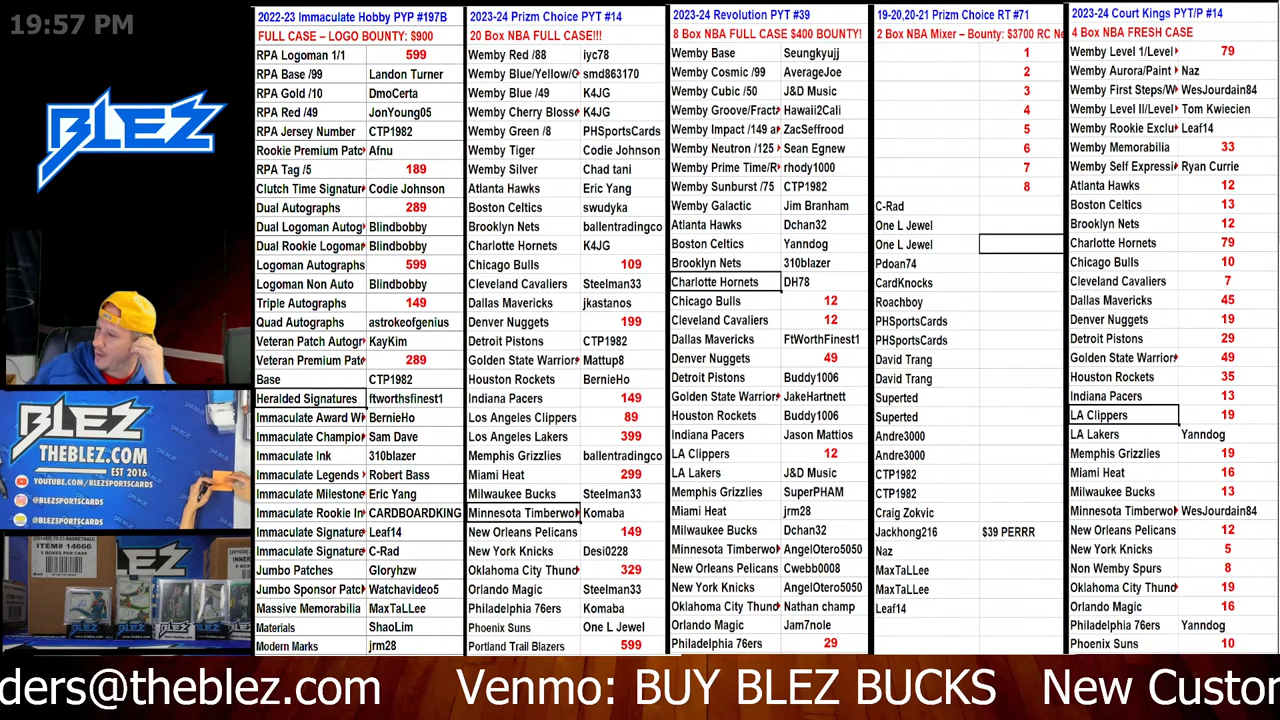 19:57 PM
BLEZ
BLEZ
THEBLEZ.COM
EST 2016
YOUTUBE.COM/BLEZSPORTSCARDS
@BLEZSPORTSCARDS
@BLEZSPORTSCARDS
ITEM# 14666
2022-23 Immaculate Hobby PYP #197B
FULL CASE – LOGO BOUNTY: $900
RPA Logoman 1/1 599
RPA Base /99 Landon Turner
RPA Gold /10 DmoCerta
RPA Red /49 JonYoung05
RPA Jersey Number CTP1982
Rookie Premium Patc Afnu
RPA Tag /5 189
Clutch Time Signatur Codie Johnson
Dual Autographs 289
Dual Logoman Autog Blindbobby
Dual Rookie Logomar Blindbobby
Logoman Autographs 599
Logoman Non Auto Blindbobby
Triple Autographs 149
Quad Autographs astrokeofgenius
Veteran Patch Autogr KayKim
Veteran Premium Pat 289
Base CTP1982
Heralded Signatures ftworthsfinest1
Immaculate Award W BernieHo
Immaculate Champio Sam Dave
Immaculate Ink 310blazer
Immaculate Legends Robert Bass
Immaculate Milestone Eric Yang
Immaculate Rookie In CARDBOARDKING
Immaculate Signature Leaf14
Immaculate Signature C-Rad
Jumbo Patches Gloryhzw
Jumbo Sponsor Patc Watchavideo5
Massive Memorabilia MaxTaLLee
Materials ShaoLim
Modern Marks jrm28
2023-24 Prizm Choice PYT #14
20 Box NBA FULL CASE!!!
Wemby Red /88 iyc78
Wemby Blue/Yellow/G smd863170
Wemby Blue /49 K4JG
Wemby Cherry Bloss K4JG
Wemby Green /8 PHSportsCards
Wemby Tiger Codie Johnson
Wemby Silver Chad tani
Atlanta Hawks Eric Yang
Boston Celtics swudyka
Brooklyn Nets ballentradingco
Charlotte Hornets K4JG
Chicago Bulls 109
Cleveland Cavaliers Steelman33
Dallas Mavericks jkastanos
Denver Nuggets 199
Detroit Pistons CTP1982
Golden State Warrior Mattup8
Houston Rockets BernieHo
Indiana Pacers 149
Los Angeles Clippers 89
Los Angeles Lakers 399
Memphis Grizzlies ballentradingco
Miami Heat 299
Milwaukee Bucks Steelman33
Minnesota Timberwo Komaba
New Orleans Pelicans 149
New York Knicks Desi0228
Oklahoma City Thun 329
Orlando Magic Steelman33
Philadelphia 76ers Komaba
Phoenix Suns One L Jewel
Portland Trail Blazers 599
2023-24 Revolution PYT #39
8 Box NBA FULL CASE $400 BOUNTY!
Wemby Base Seungkyujj
Wemby Cosmic /99 AverageJoe
Wemby Cubic /50 J&D Music
Wemby Groove/Fract Hawaii2Cali
Wemby Impact /149 a ZacSeffrood
Wemby Neutron /125 Sean Egnew
Wemby Prime Time/R rhody1000
Wemby Sunburst /75 CTP1982
Wemby Galactic Jim Branham
Atlanta Hawks Dchan32
Boston Celtics Yanndog
Brooklyn Nets 310blazer
Charlotte Hornets DH78
Chicago Bulls 12
Cleveland Cavaliers 12
Dallas Mavericks FtWorthFinest1
Denver Nuggets 49
Detroit Pistons Buddy1006
Golden State Warrior JakeHartnett
Houston Rockets Buddy1006
Indiana Pacers Jason Mattios
LA Clippers 12
LA Lakers J&D Music
Memphis Grizzlies SuperPHAM
Miami Heat jrm28
Milwaukee Bucks Dchan32
Minnesota Timberwo AngelOtero5050
New Orleans Pelicans Cwebb0008
New York Knicks AngelOtero5050
Oklahoma City Thund Nathan champ
Orlando Magic Jam7nole
Philadelphia 76ers 29
19-20,20-21 Prizm Choice RT #71
2 Box NBA Mixer – Bounty: $3700 RC Ne
1
2
3
4
5
6
7
8
C-Rad
One L Jewel
One L Jewel
Pdoan74
CardKnocks
Roachboy
PHSportsCards
PHSportsCards
David Trang
David Trang
Superted
Superted
Andre3000
Andre3000
CTP1982
CTP1982
Craig Zokvic
Jackhong216 $39 PERRR
Naz
MaxTaLLee
MaxTaLLee
Leaf14
2023-24 Court Kings PYT/P #14
4 Box NBA FRESH CASE
Wemby Level 1/Level 79
Wemby Aurora/Paint Naz
Wemby First Steps/W WesJourdain84
Wemby Level II/Level Tom Kwiecien
Wemby Rookie Exclu Leaf14
Wemby Memorabilia 33
Wemby Self Expressi Ryan Currie
Atlanta Hawks 12
Boston Celtics 13
Brooklyn Nets 12
Charlotte Hornets 79
Chicago Bulls 10
Cleveland Cavaliers 7
Dallas Mavericks 45
Denver Nuggets 19
Detroit Pistons 29
Golden State Warrior 49
Houston Rockets 35
Indiana Pacers 13
LA Clippers 19
LA Lakers Yanndog
Memphis Grizzlies 19
Miami Heat 16
Milwaukee Bucks 13
Minnesota Timberwo WesJourdain84
New Orleans Pelicans 12
New York Knicks 5
Non Wemby Spurs 8
Oklahoma City Thun 19
Orlando Magic 16
Philadelphia 76ers Yanndog
Phoenix Suns 10
ders@theblez.com Venmo: BUY BLEZ BUCKS New Custor